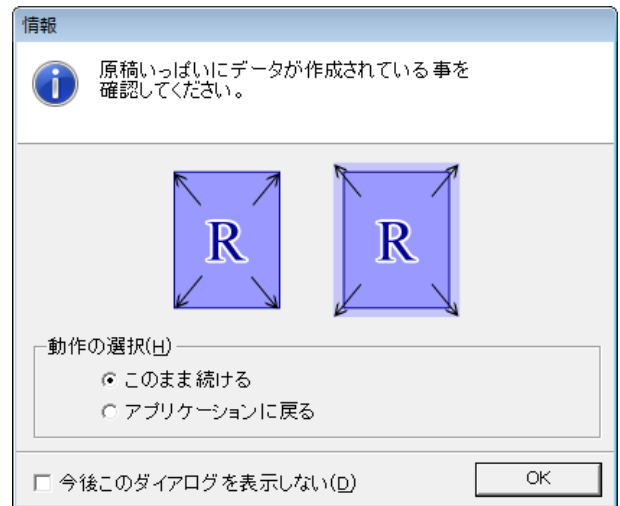 情報
原稿いっぱいにデータが作成されている事を
確認してください。
R R
動作の選択(H)
このまま続ける
アプリケーションに戻る
今後このダイアログを表示しない(D) OK